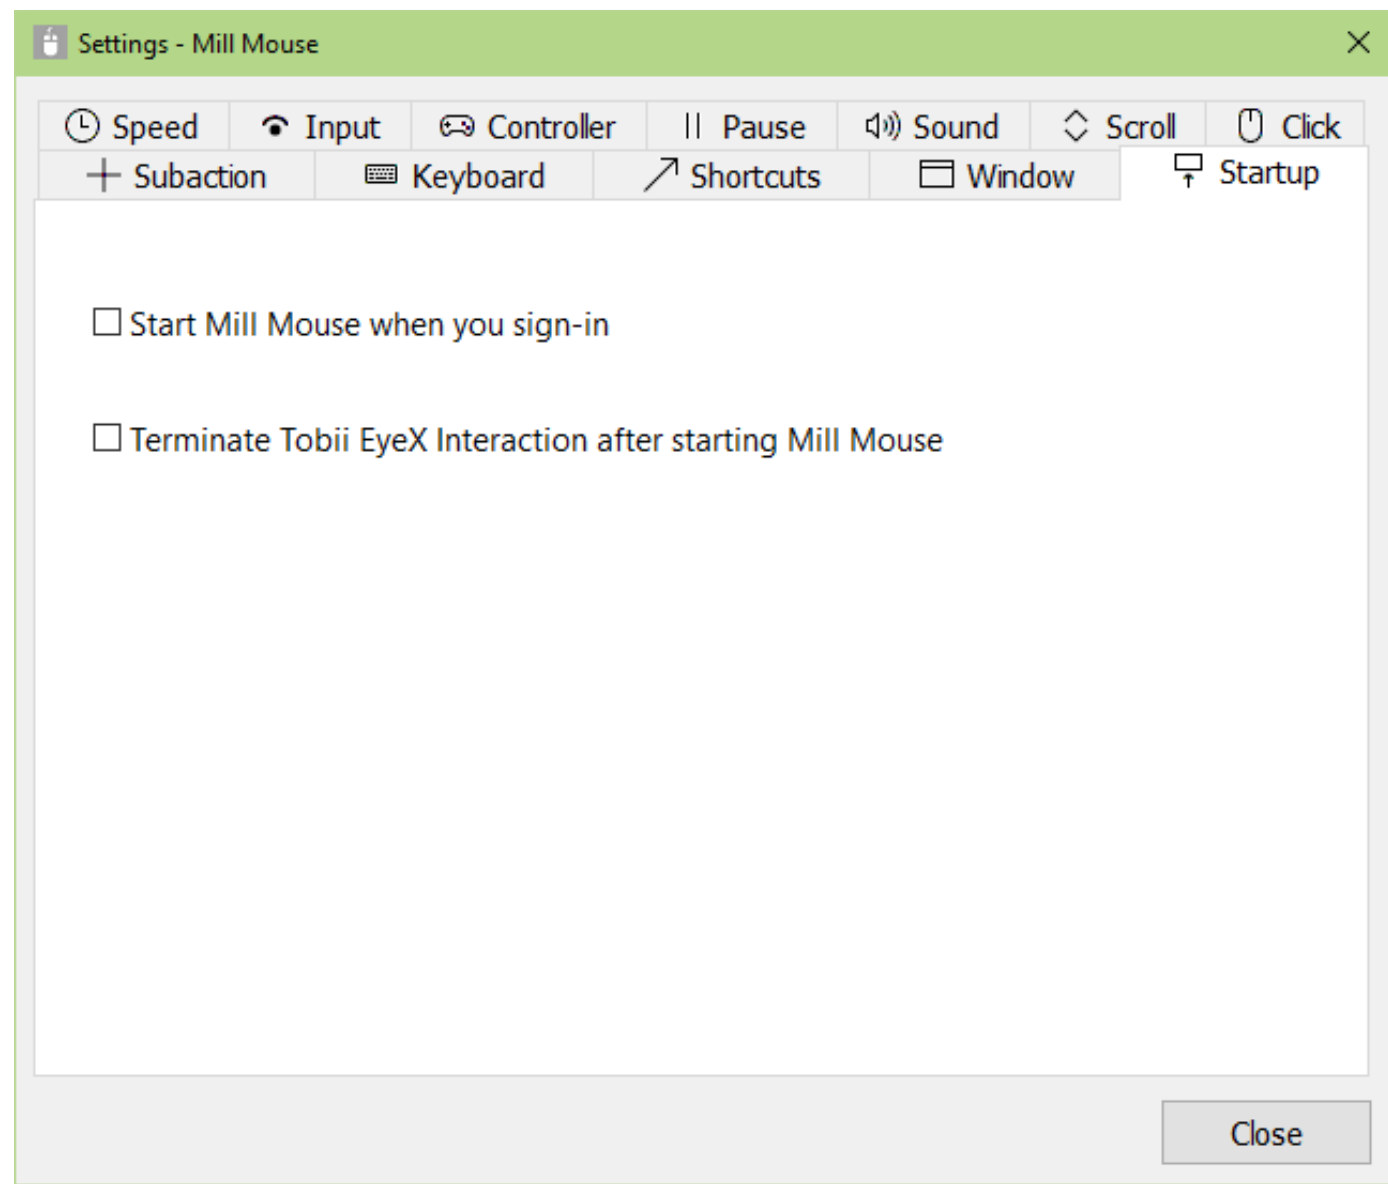 Settings - Mill Mouse
Speed Input Controller Pause Sound Scroll Click
Subaction Keyboard Shortcuts Window Startup
Start Mill Mouse when you sign-in
Terminate Tobii EyeX Interaction after starting Mill Mouse
Close